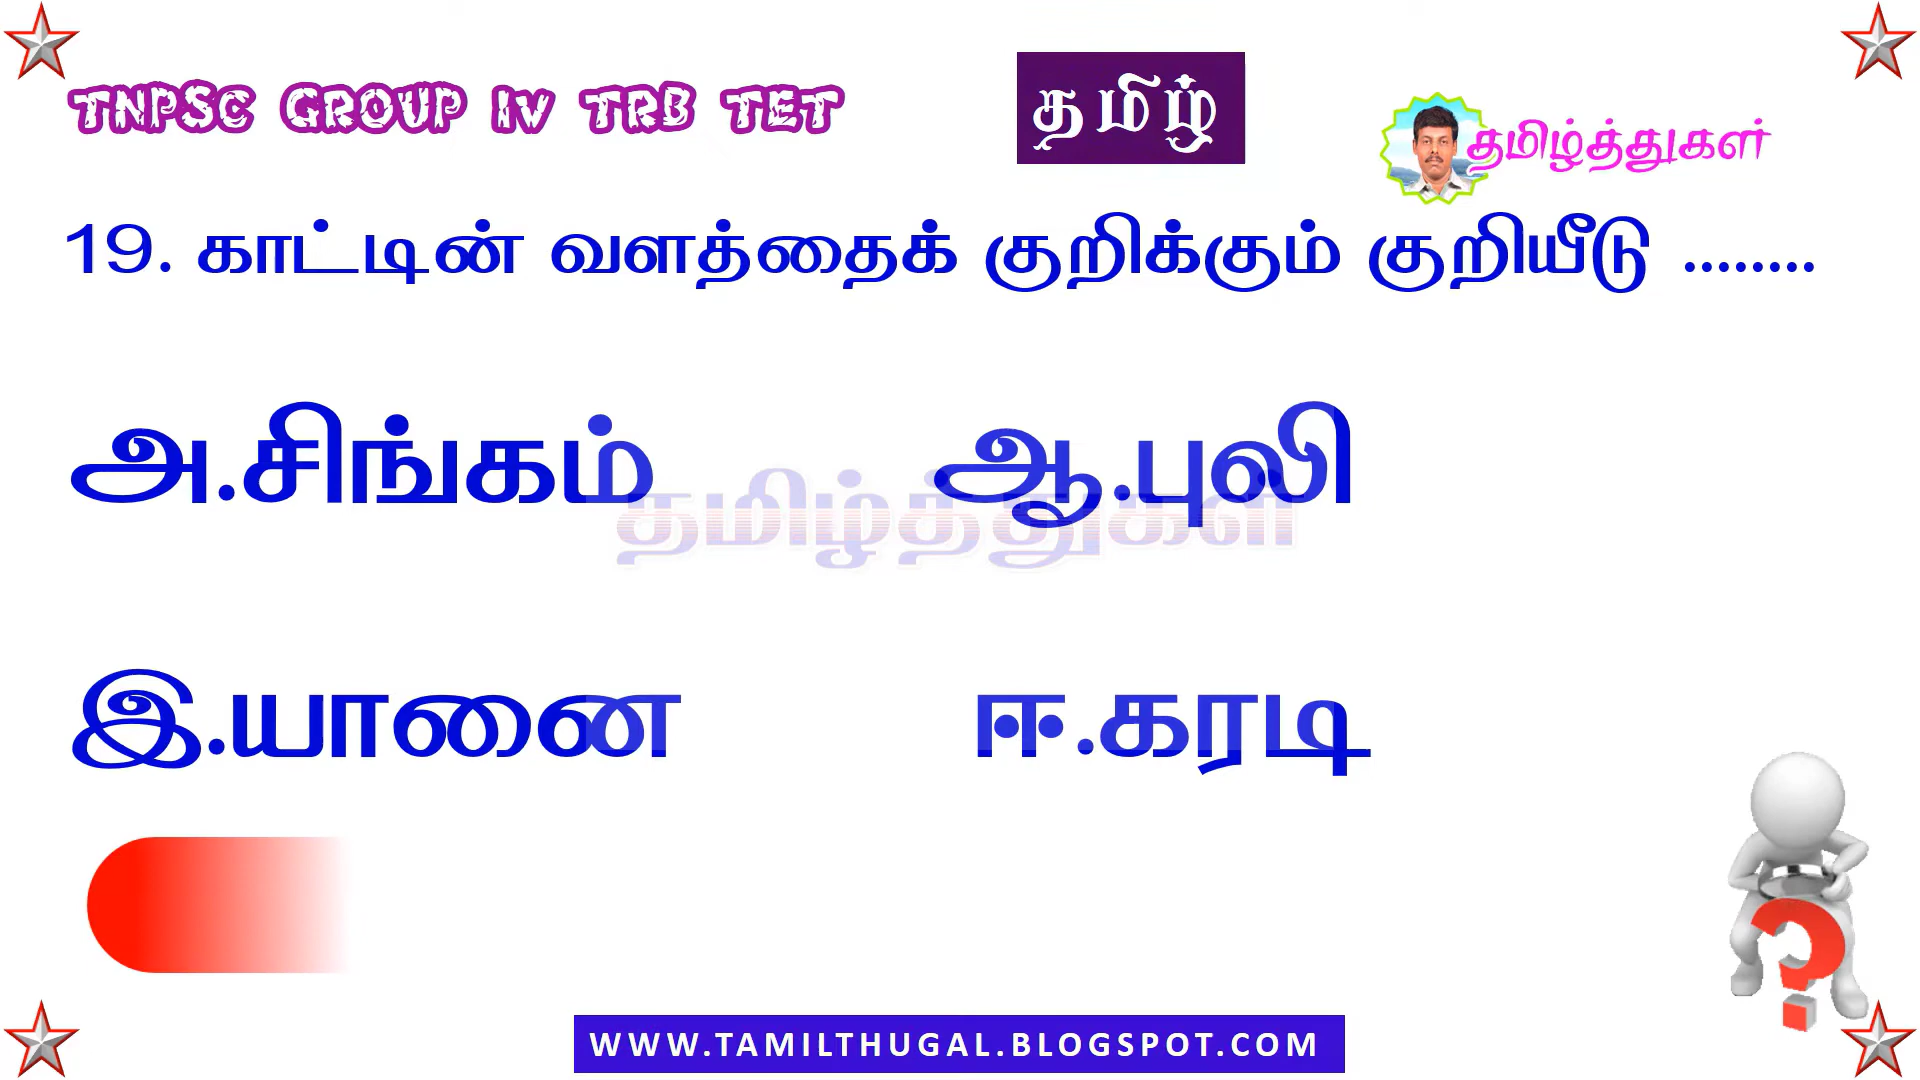 TNPSC GROUP IV TRB TET
தமிழ்
தமிழ்த்துகள்
19. காட்டின் வளத்தைக் குறிக்கும் குறியீடு ........
அ.சிங்கம் ஆ.புலி
தமிழ்த்துகள்
இ.யானை ஈ.கரடி
WWW.TAMILTHUGAL.BLOGSPOT.COM